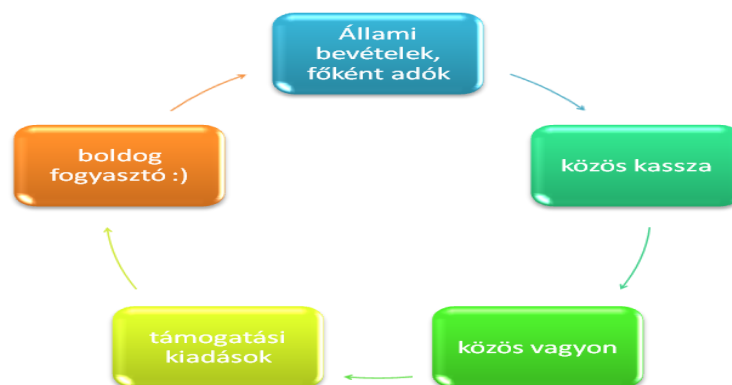 Állami
bevételek,
főként adók
közös kassza
közös vagyon
támogatási
kiadások
boldog
fogyasztó :)